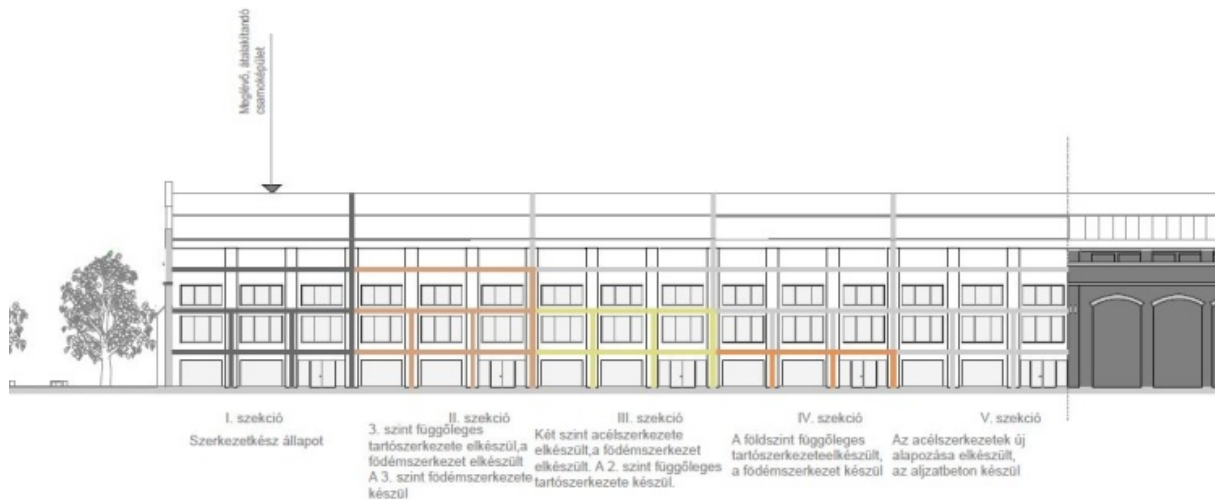 Meglévő, átalakítandó
csarnoképület
I. szekció
Szerkezetkész állapot
II. szekció
3. szint függőleges
tartószerkezete elkészül,a
födémszerkezet elkészült
A 3. szint födémszerkezete
készül
III. szekció
Két szint acélszerkezete
elkészült,a födémszerkezet
elkészült. A 2. szint függőleges
tartószerkezete készül.
IV. szekció
A földszint függőleges
tartószerkezeteelkészült,
a födémszerkezet készül
V. szekció
Az acélszerkezetek új
alapozása elkészült,
az aljzatbeton készül